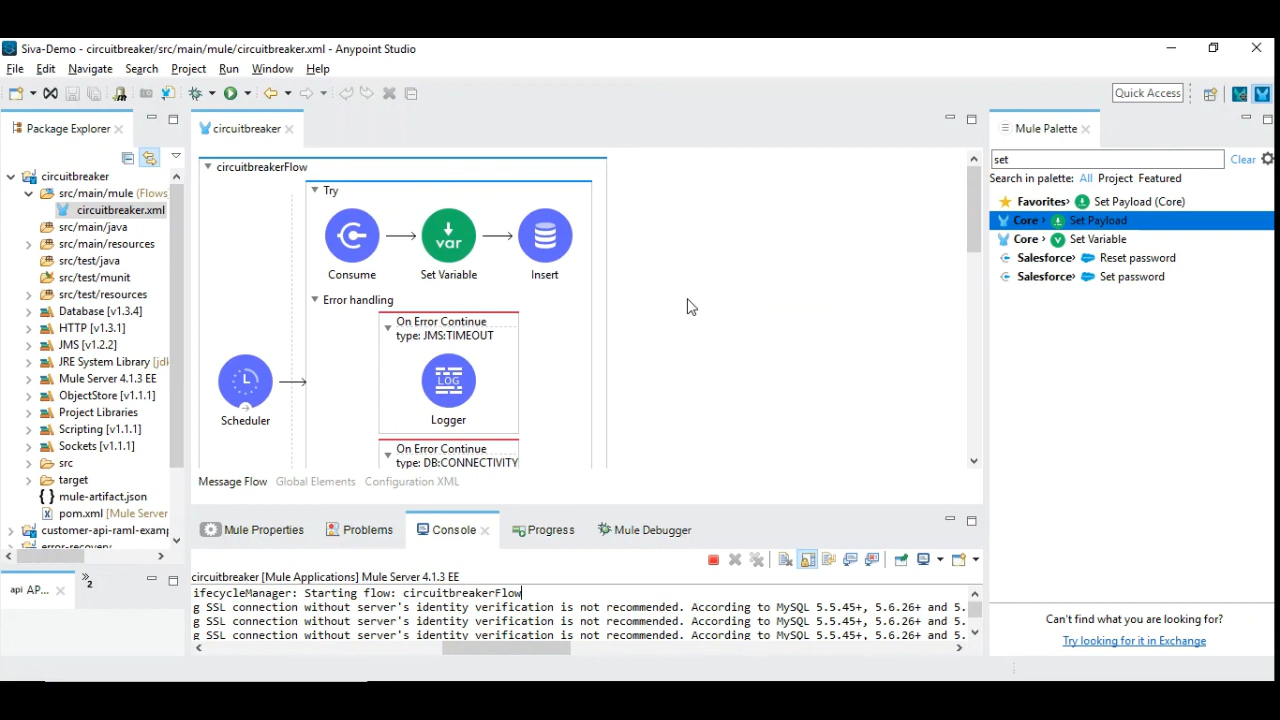 Siva-Demo - circuitbreaker/src/main/mule/circuitbreaker.xml - Anypoint Studio
File Edit Navigate Search Project Run Window Help
Quick Access
Package Explorer
circuitbreaker
src/main/mule (Flows)
circuitbreaker.xml
src/main/java
src/main/resources
src/test/java
src/test/munit
src/test/resources
Database [v1.3.4]
HTTP [v1.3.1]
JMS [v1.2.2]
JRE System Library [jd
Mule Server 4.1.3 EE
ObjectStore [v1.1.1]
Project Libraries
Scripting [v1.1.1]
Sockets [v1.1.1]
src
target
mule-artifact.json
pom.xml [Mule Server
customer-api-raml-examp
error-recovery
api AP...
2
circuitbreaker
circuitbreakerFlow
Try
var
Consume Set Variable Insert
Error handling
On Error Continue
type: JMS:TIMEOUT
LOG
Logger
Scheduler
On Error Continue
type: DB:CONNECTIVITY
Message Flow Global Elements Configuration XML
Mule Properties Problems Console Progress Mule Debugger
circuitbreaker [Mule Applications] Mule Server 4.1.3 EE
ifecycleManager: Starting flow: circuitbreakerFlow
g SSL connection without server's identity verification is not recommended. According to MySQL 5.5.45+, 5.6.26+ and 5.
g SSL connection without server's identity verification is not recommended. According to MySQL 5.5.45+, 5.6.26+ and 5.
g SSL connection without server's identity verification is not recommended. According to MySQL 5.5.45+, 5.6.26+ and 5.
Mule Palette
set
Clear
Search in palette: All Project Featured
Favorites> Set Payload (Core)
Core > Set Payload
Core > Set Variable
Salesforce> Reset password
Salesforce> Set password
Can't find what you are looking for?
Try looking for it in Exchange